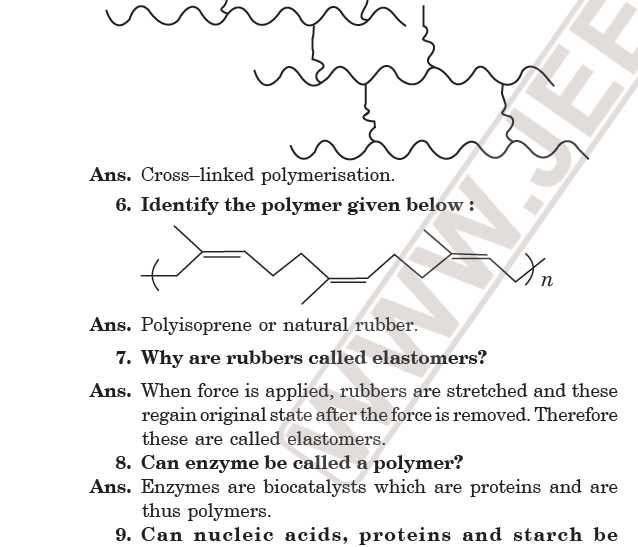 Ans. Cross–linked polymerisation.
6. Identify the polymer given below :
n
Ans. Polyisoprene or natural rubber.
7. Why are rubbers called elastomers?
Ans. When force is applied, rubbers are stretched and these
regain original state after the force is removed. Therefore
these are called elastomers.
8. Can enzyme be called a polymer?
Ans. Enzymes are biocatalysts which are proteins and are
thus polymers.
9. Can nucleic acids, proteins and starch be
WWW.JEE